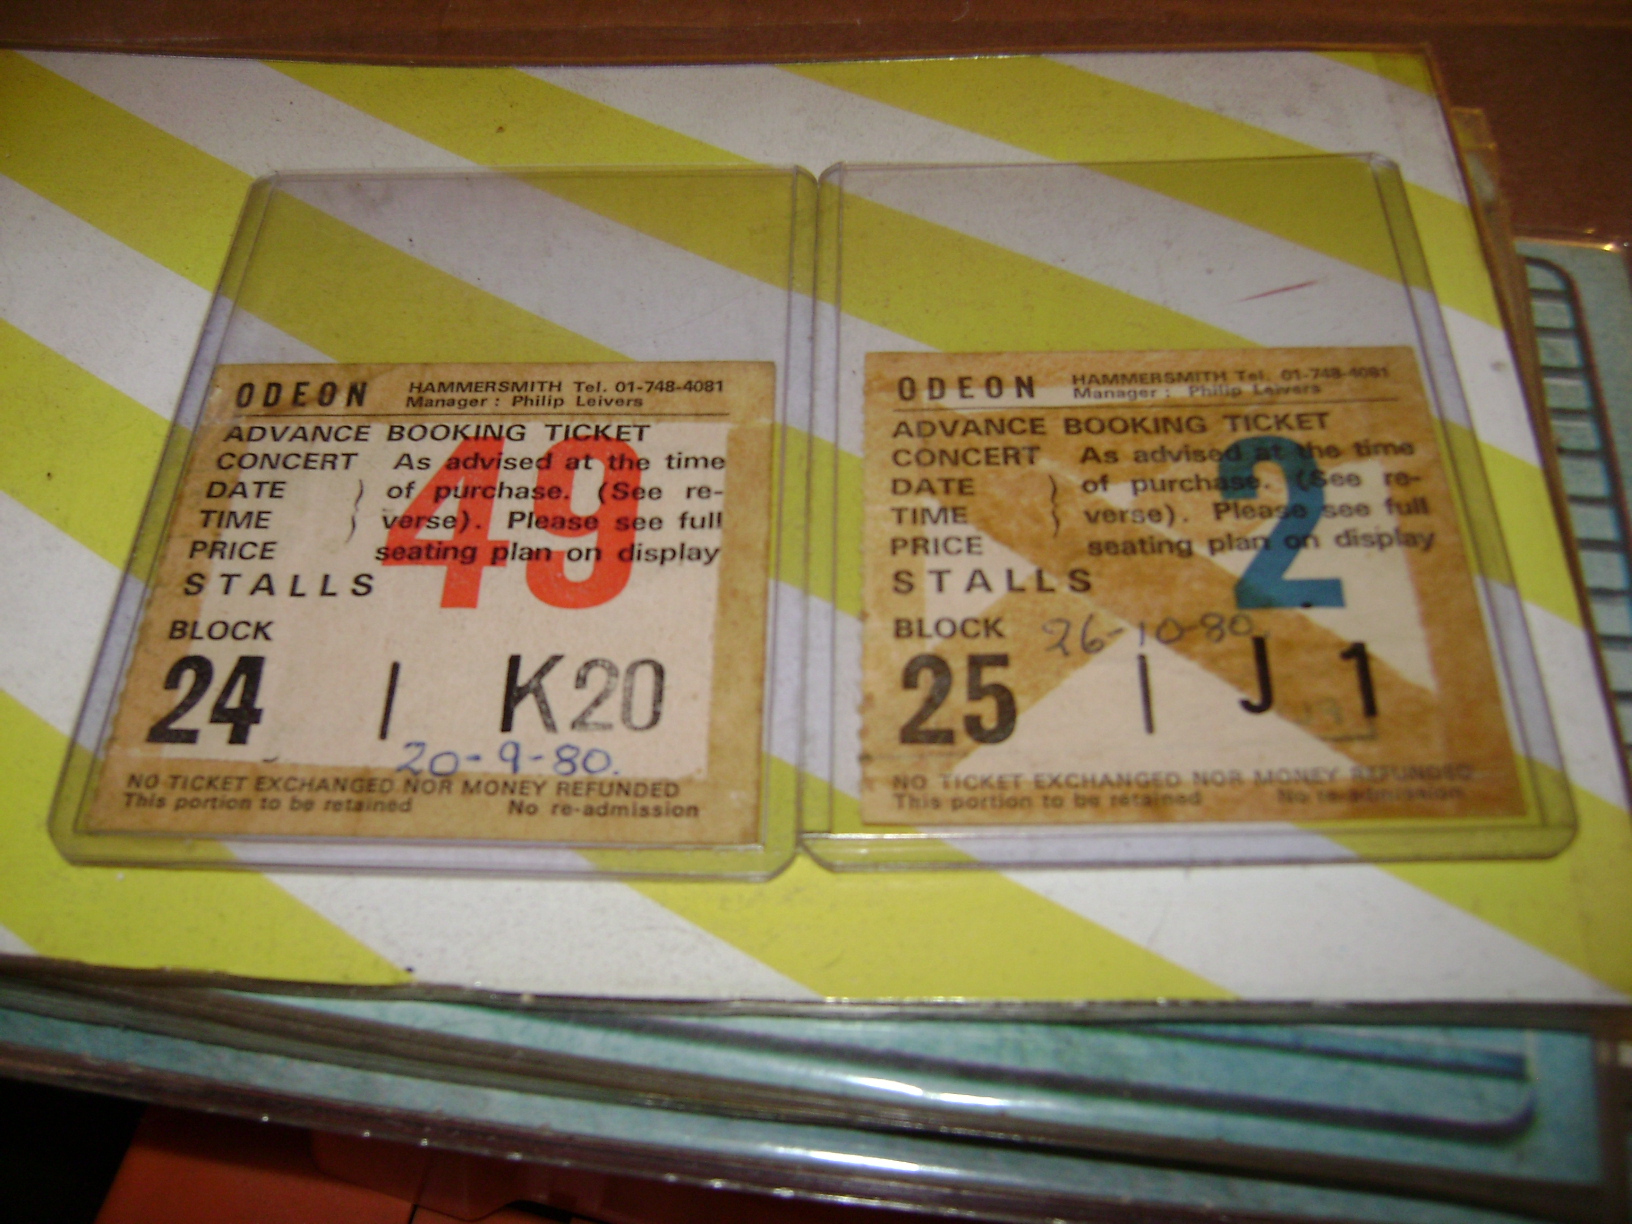 ODEON HAMMERSMITH Tel. 01-748-4081
Manager : Philip Leivers
ADVANCE BOOKING TICKET
49
CONCERT As advised at the time
DATE } of purchase. (See re-
TIME } verse). Please see full
PRICE seating plan on display
STALLS
BLOCK
24 | K20
20-9-80.
NO TICKET EXCHANGED NOR MONEY REFUNDED
This portion to be retained No re-admission
ODEON HAMMERSMITH Tel. 01-748-4081
Manager : Philip Leivers
ADVANCE BOOKING TICKET
2
CONCERT As advised at the time
DATE } of purchase. (See re-
TIME } verse). Please see full
PRICE seating plan on display
STALLS
BLOCK 26-10-80
25 | J 1
NO TICKET EXCHANGED NOR MONEY REFUNDED
This portion to be retained No re-admission